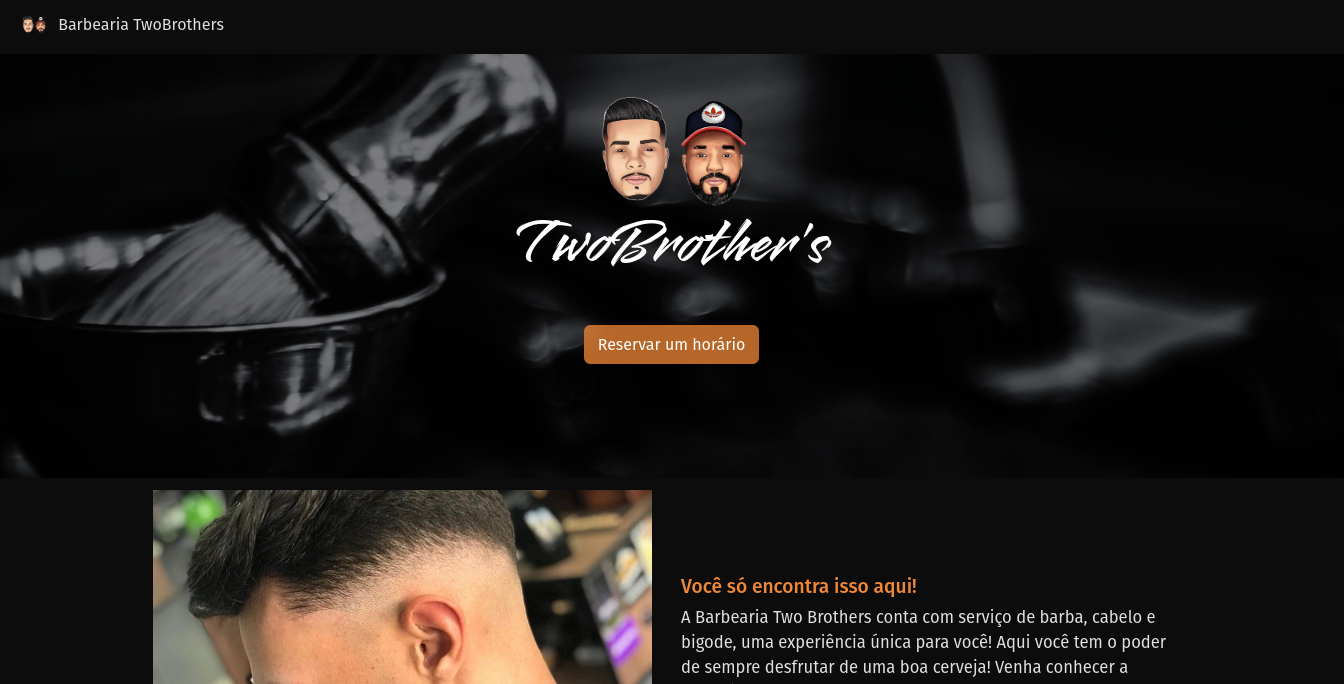 Barbearia TwoBrothers
TwoBrother's
Reservar um horário
Você só encontra isso aqui!
A Barbearia Two Brothers conta com serviço de barba, cabelo e
bigode, uma experiência única para você! Aqui você tem o poder
de sempre desfrutar de uma boa cerveja! Venha conhecer a